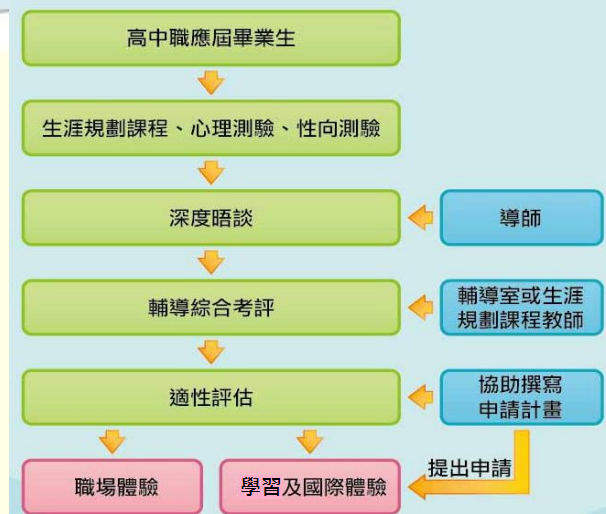 高中職應屆畢業生
生涯規劃課程、心理測驗、性向測驗
深度晤談
導師
輔導綜合考評
輔導室或生涯
規劃課程教師
適性評估
協助撰寫
申請計畫
提出申請
職場體驗
學習及國際體驗